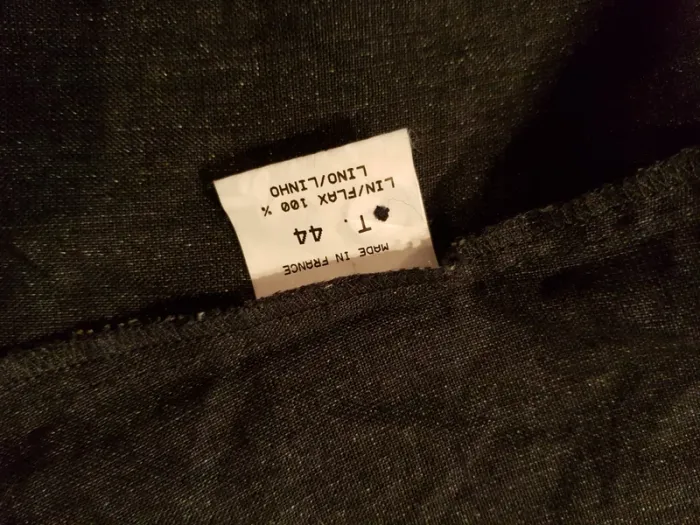 MADE IN FRANCE
T. 44
LIN/FLAX 100 %
LINO/LINHO